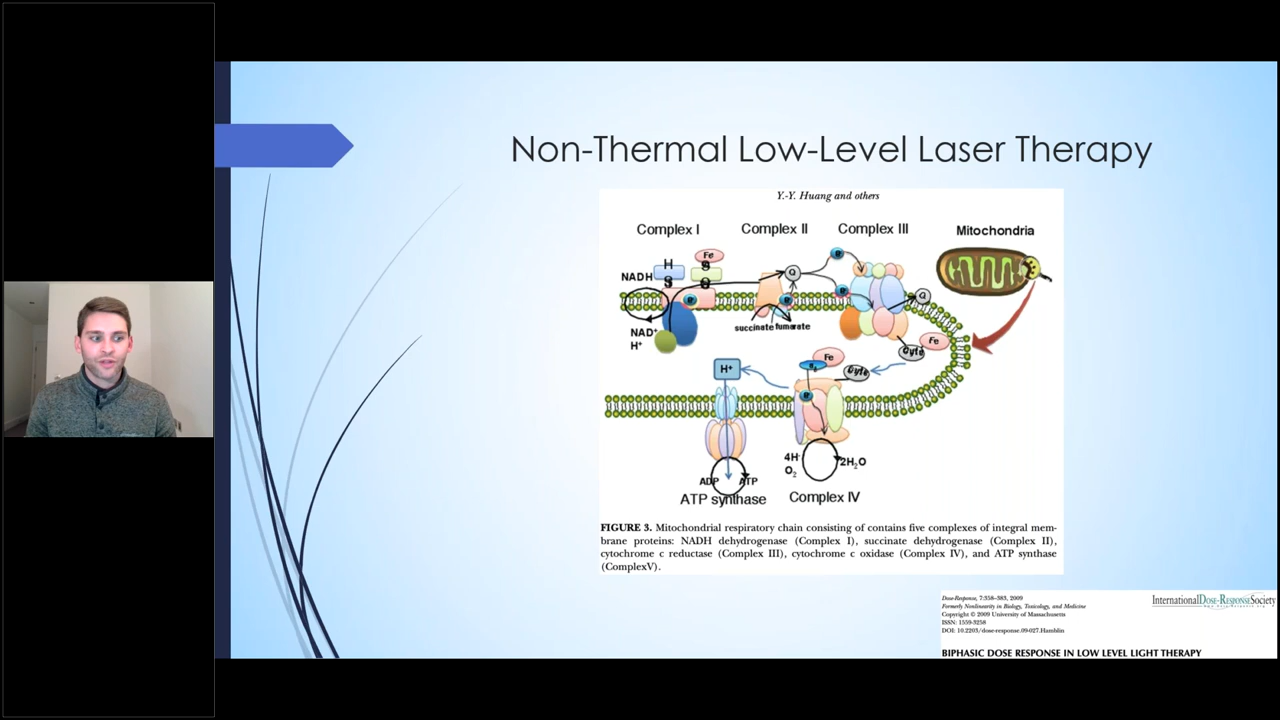 Non-Thermal Low-Level Laser Therapy
Y.-Y. Huang and others
Complex I
Complex II
Complex III
Mitochondria
Fe
H
S
NADH
S
Q
e-
e-
e-
e-
Q
succinate
fumarate
NAD+
H+
Fe
Cytc
Fe
Cytc
H+
e-
4H+
O2
2H2O
ADP
ATP
ATP synthase
Complex IV
FIGURE 3. Mitochondrial respiratory chain consisting of contains five complexes of integral mem-
brane proteins: NADH dehydrogenase (Complex I), succinate dehydrogenase (Complex II),
cytochrome c reductase (Complex III), cytochrome c oxidase (Complex IV), and ATP synthase
(ComplexV).
Dose-Response, 7:358–383, 2009
Formerly Nonlinearity in Biology, Toxicology, and Medicine
Copyright © 2009 University of Massachusetts
ISSN: 1559-3258
DOI: 10.2203/dose-response.09-027.Hamblin
InternationalDOSE-RESPONSESociety
BIPHASIC DOSE RESPONSE IN LOW LEVEL LIGHT THERAPY